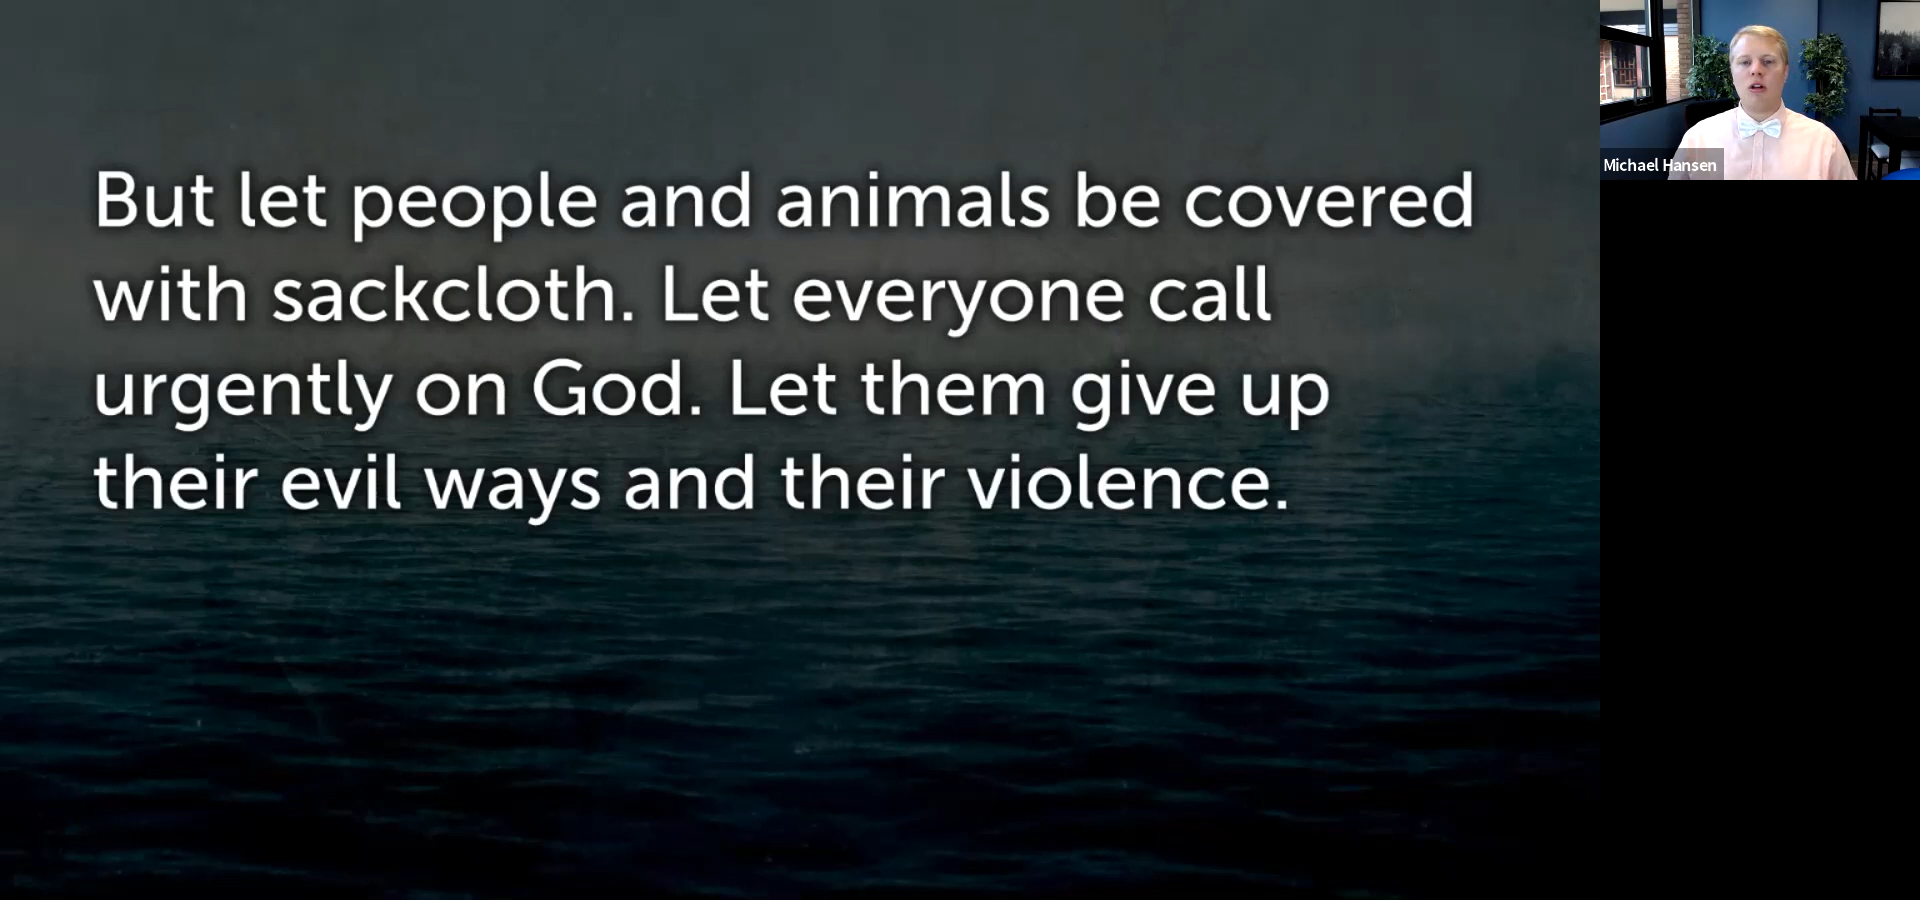 But let people and animals be covered
with sackcloth. Let everyone call
urgently on God. Let them give up
their evil ways and their violence.
Michael Hansen